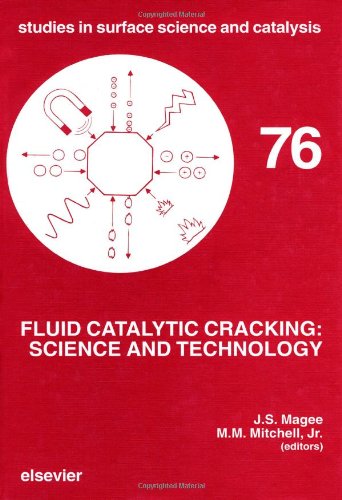 studies in surface science and catalysis
76
FLUID CATALYTIC CRACKING:
SCIENCE AND TECHNOLOGY
J.S. Magee
M.M. Mitchell, Jr.
(editors)
elsevier